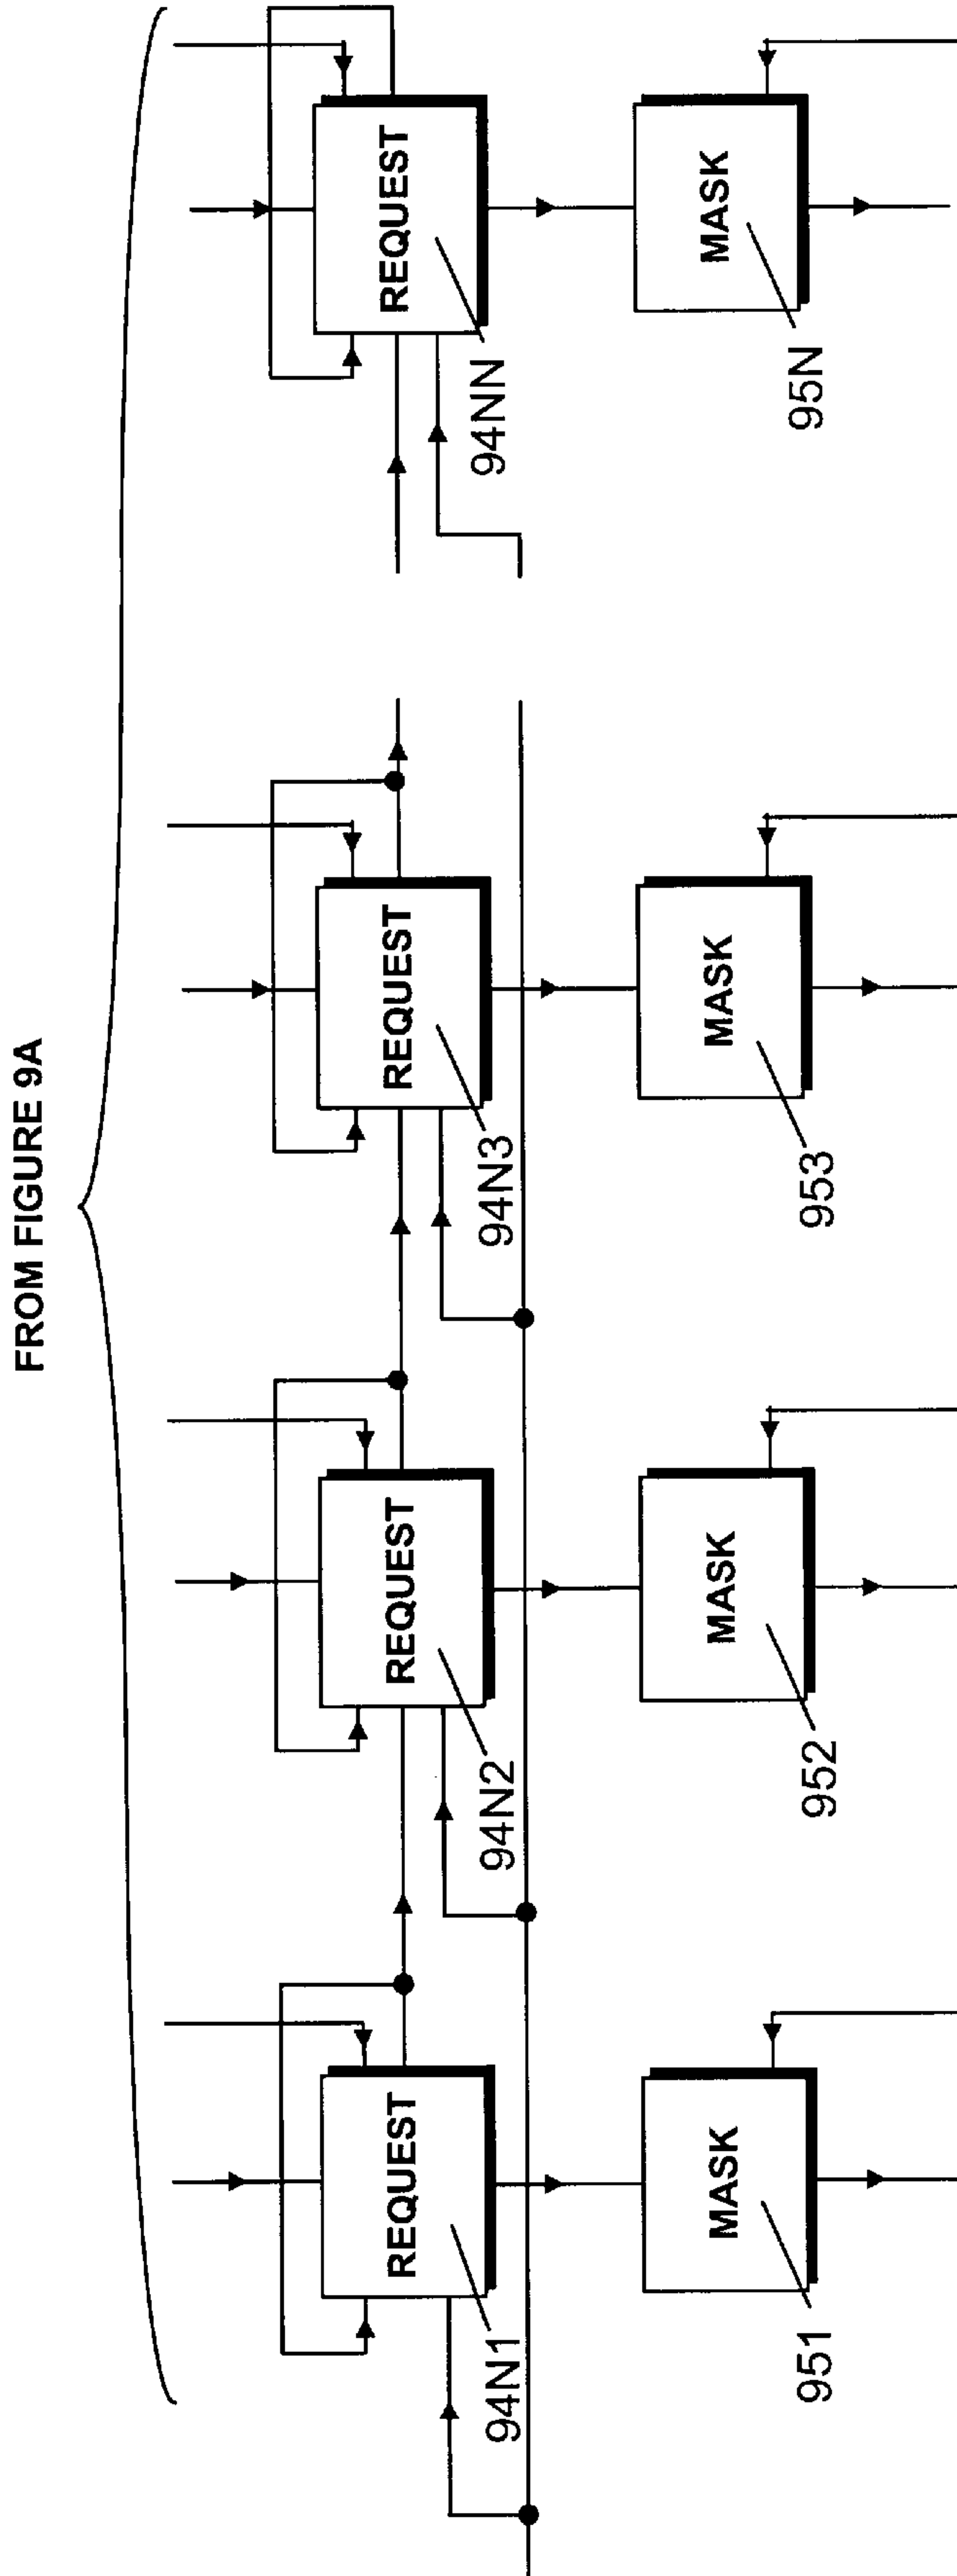 FROM FIGURE 9A
REQUEST
REQUEST
REQUEST
REQUEST
94N1
94N2
94N3
94NN
MASK
MASK
MASK
MASK
951
952
953
95N